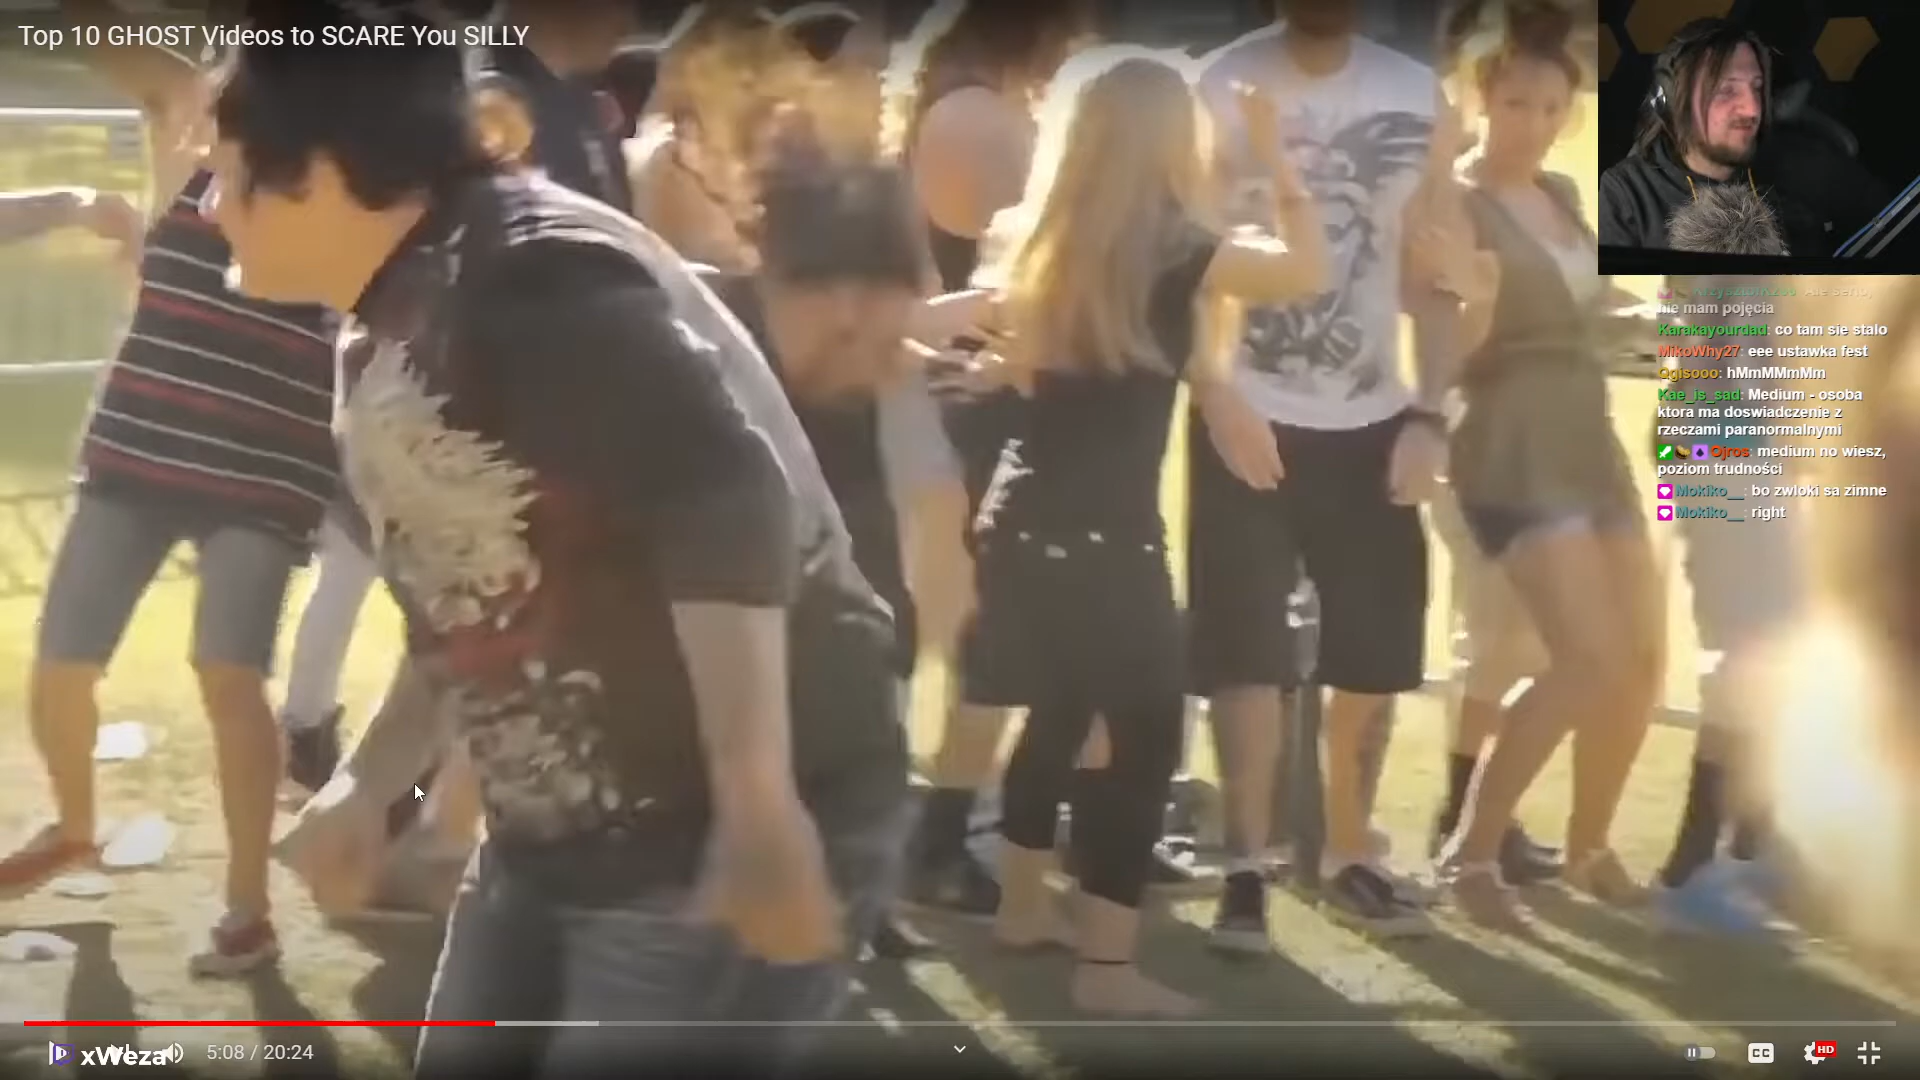 Top 10 GHOST Videos to SCARE You SILLY
nie mam pojęcia
Karakayourdad: co tam sie stalo
MikoWhy27: eee ustawka fest
Qgisooo: hMmMMmMm
Kae_is_sad: Medium - osoba
ktora ma doswiadczenie z
rzeczami paranormalnymi
Ojros: medium no wiesz,
poziom trudności
Mokiko__: bo zwloki sa zimne
Mokiko__: right
xWeza
5:08 / 20:24
CC
HD